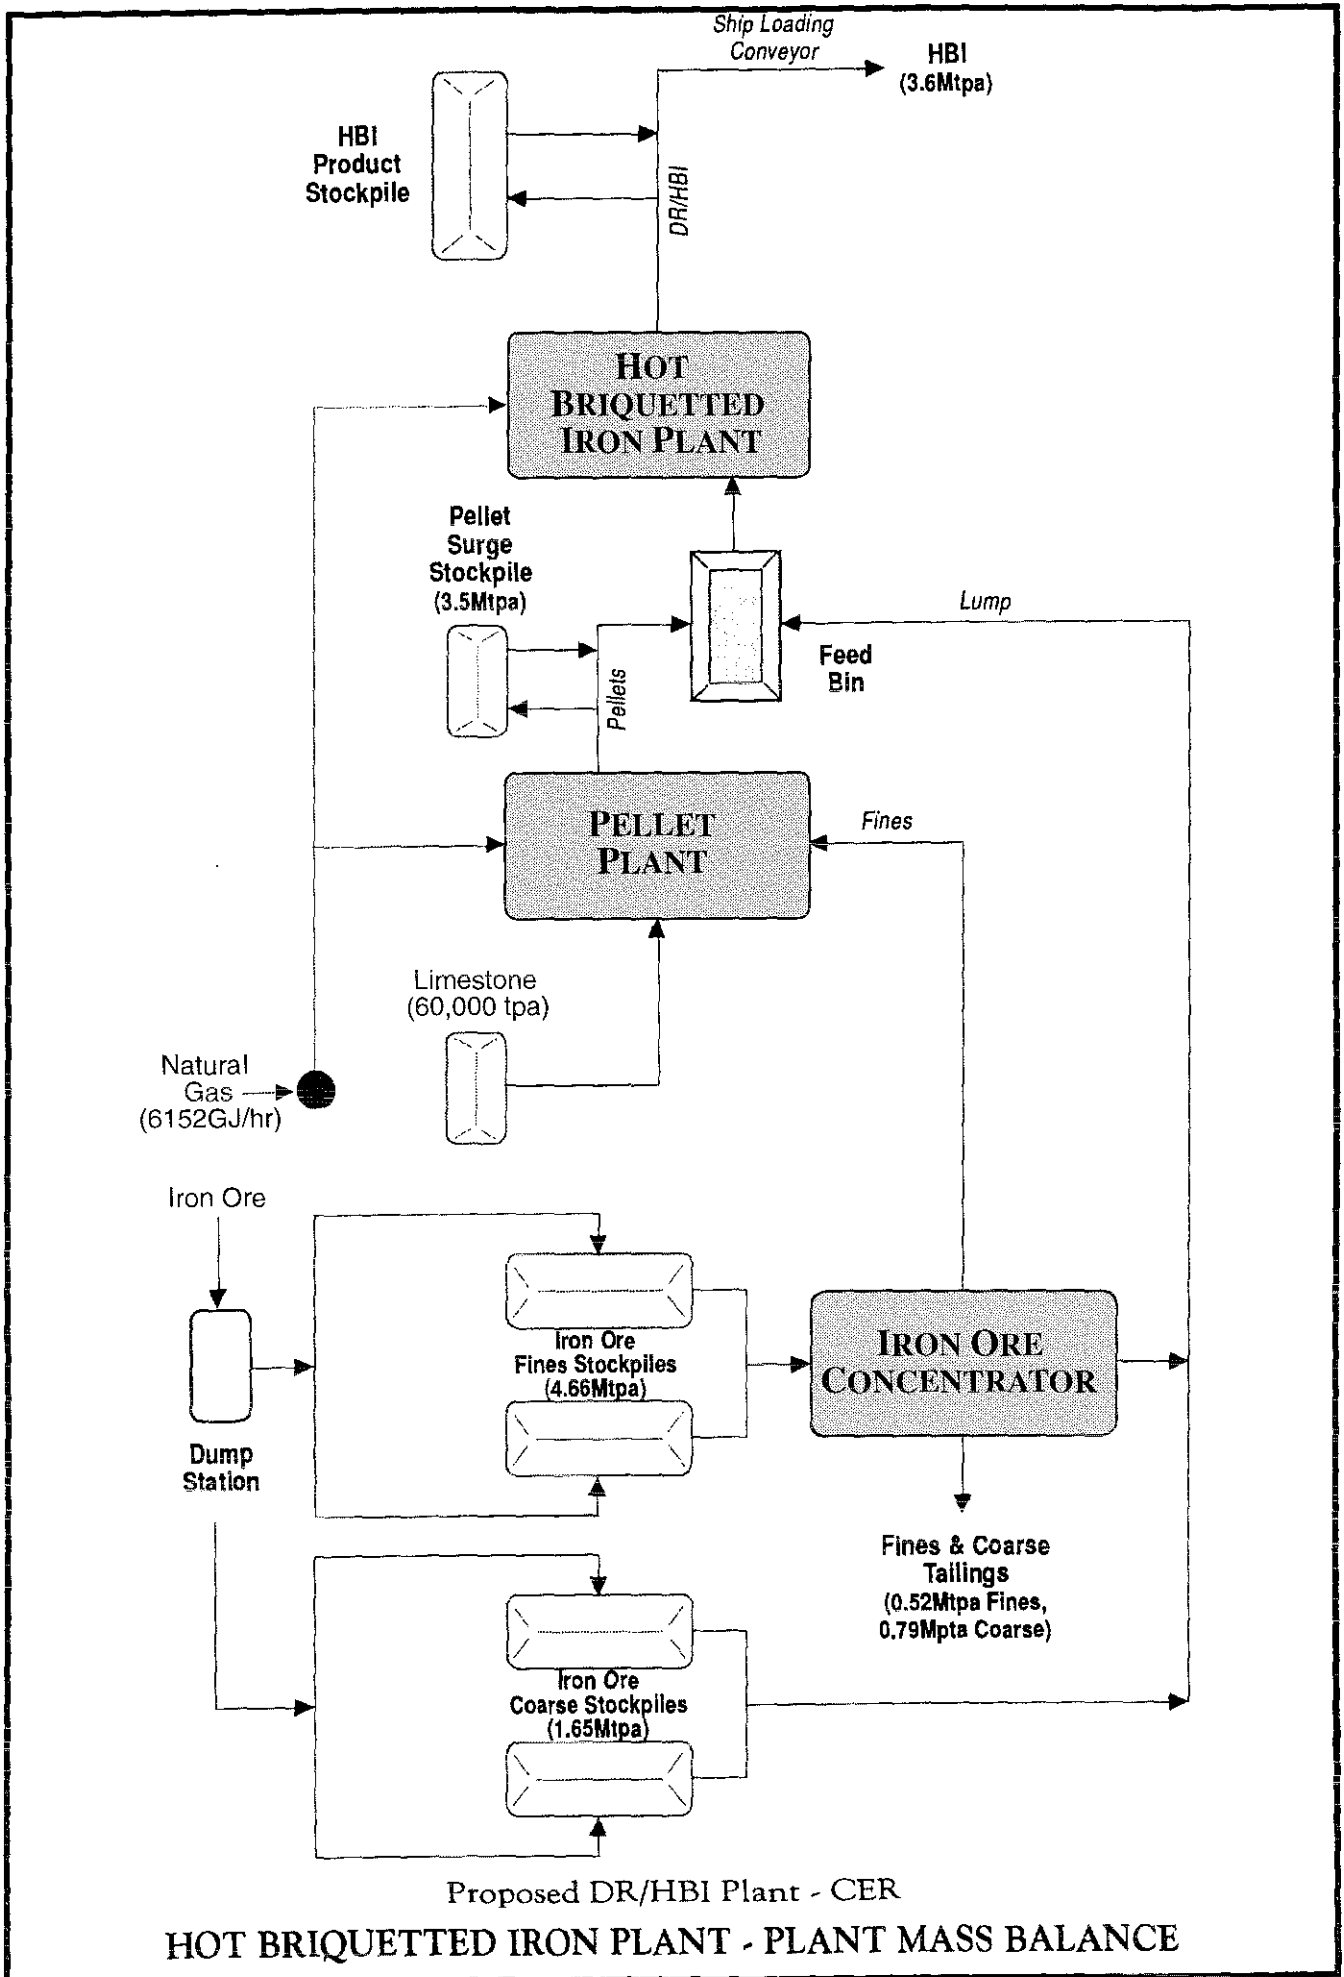 Ship Loading
Conveyor
HBI
(3.6Mtpa)
HBI
Product
Stockpile
DR/HBI
HOT
BRIQUETTED
IRON PLANT
Pellet
Surge
Stockpile
(3.5Mtpa)
Lump
Feed
Bin
Pellets
PELLET
PLANT
Fines
Limestone
(60,000 tpa)
Natural
Gas
(6152GJ/hr)
Iron Ore
Iron Ore
Fines Stockpiles
(4.66Mtpa)
IRON ORE
CONCENTRATOR
Dump
Station
Fines & Coarse
Tailings
(0.52Mtpa Fines,
0.79Mpta Coarse)
Iron Ore
Coarse Stockpiles
(1.65Mtpa)
Proposed DR/HBI Plant - CER
HOT BRIQUETTED IRON PLANT - PLANT MASS BALANCE